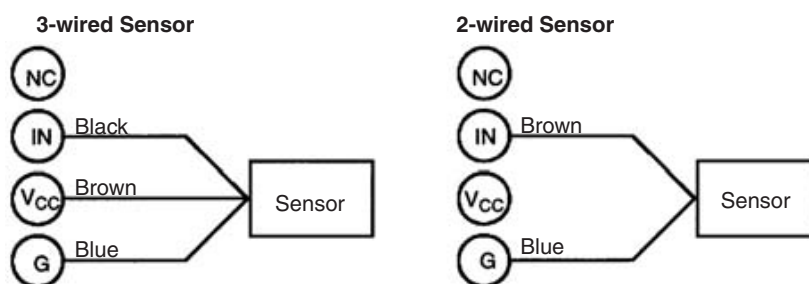 3-wired Sensor
NC
IN Black
VCC Brown
G Blue
Sensor
2-wired Sensor
NC
IN Brown
VCC
G Blue
Sensor